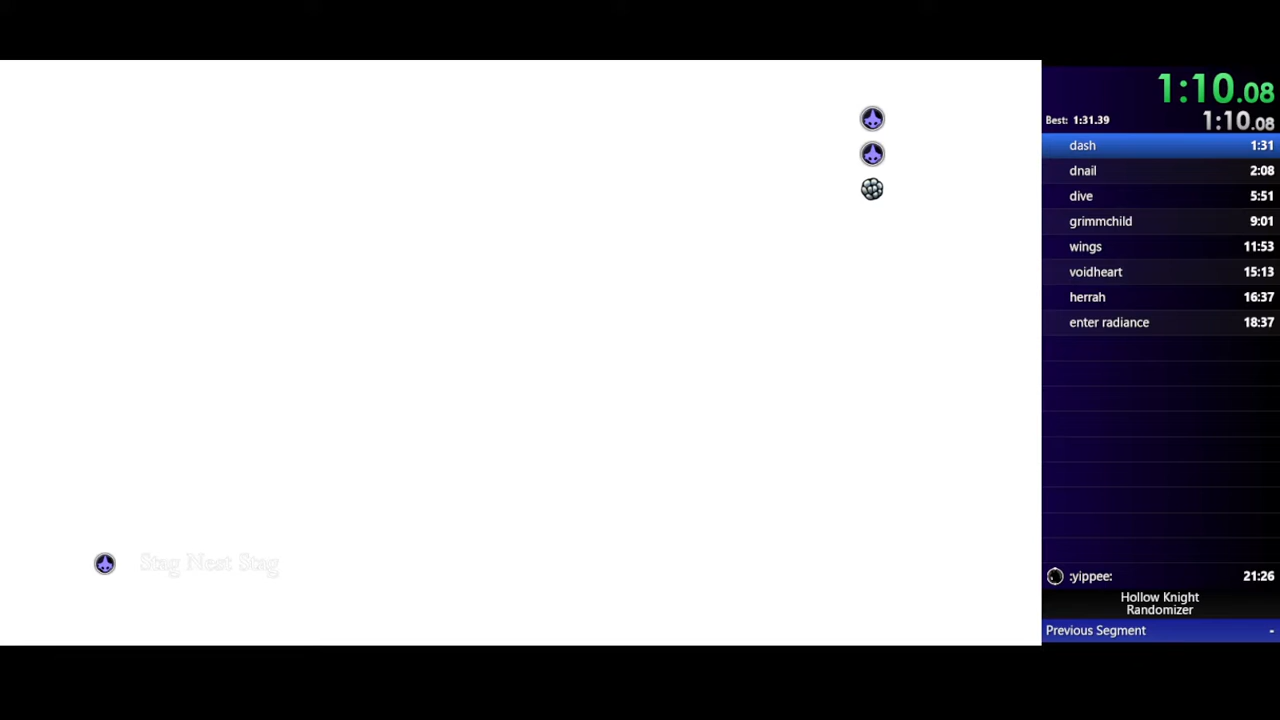 1:10.08
Best: 1:31.39 1:10.08
dash 1:31
dnail 2:08
dive 5:51
grimmchild 9:01
wings 11:53
voidheart 15:13
herrah 16:37
enter radiance 18:37
Stag Nest Stag
:yippee: 21:26
Hollow Knight
Randomizer
Previous Segment -